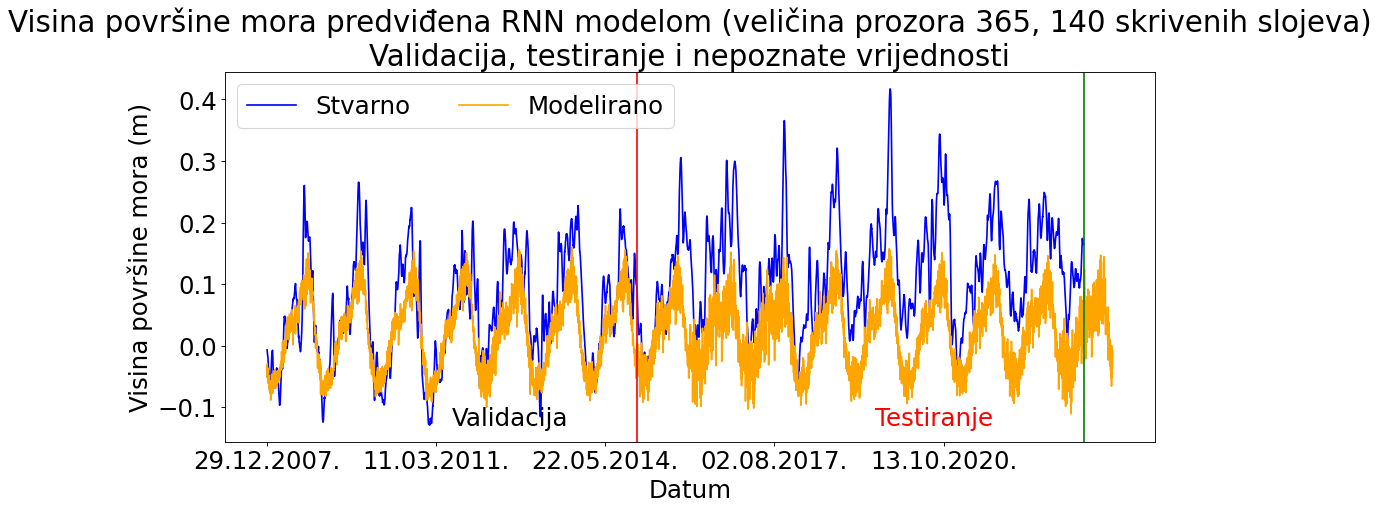 Visina površine mora predviđena RNN modelom (veličina prozora 365, 140 skrivenih slojeva)
Validacija, testiranje i nepoznate vrijednosti
Stvarno
Modelirano
Visina površine mora (m)
0.4
0.3
0.2
0.1
0.0
−0.1
Validacija
Testiranje
29.12.2007.
11.03.2011.
22.05.2014.
02.08.2017.
13.10.2020.
Datum